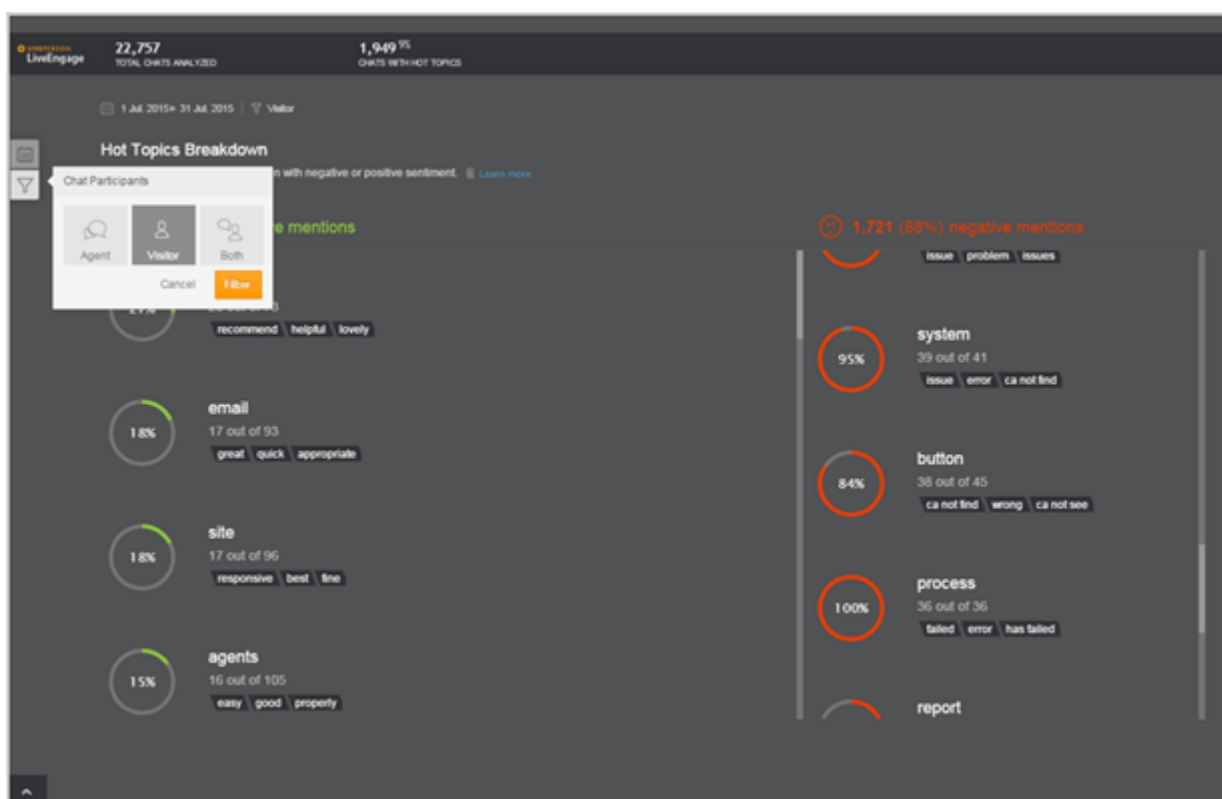 LIVEPERSON
LiveEngage
22,757
TOTAL CHATS ANALYZED
1,949 9%
CHATS WITH HOT TOPICS
1 Jul. 2015 31 Jul. 2015 | Visitor
Hot Topics Breakdown
n with negative or positive sentiment. Learn more
Chat Participants
Agent Visitor Both
Cancel Filter
e mentions
recommend helpful lovely
18%
email
17 out of 93
great quick appropriate
18%
site
17 out of 96
responsive best fine
15%
agents
16 out of 105
easy good properly
1,721 (88%) negative mentions
issue problem issues
95%
system
39 out of 41
issue error ca not find
84%
button
38 out of 45
ca not find wrong ca not see
100%
process
36 out of 36
failed error has failed
report